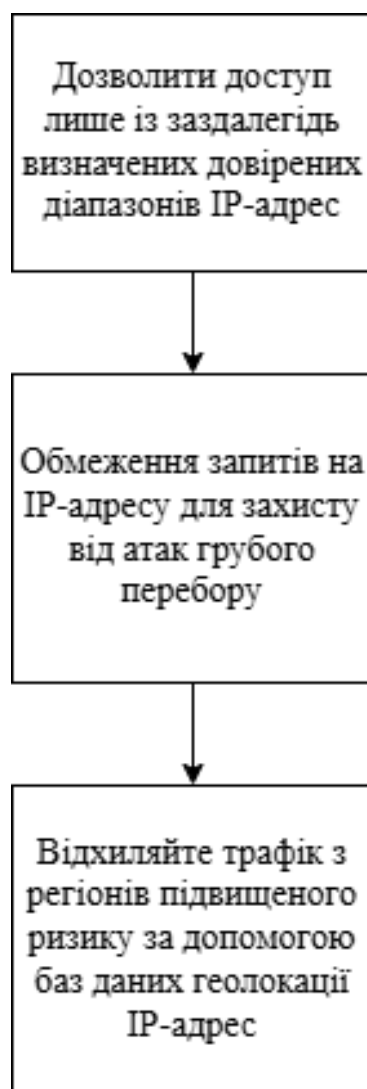 Дозволити доступ
лише із заздалегідь
визначених довірених
діапазонів IP-адрес
Обмеження запитів на
IP-адресу для захисту
від атак грубого
перебору
Відхиляйте трафік з
регіонів підвищеного
ризику за допомогою
баз даних геолокації
IP-адрес